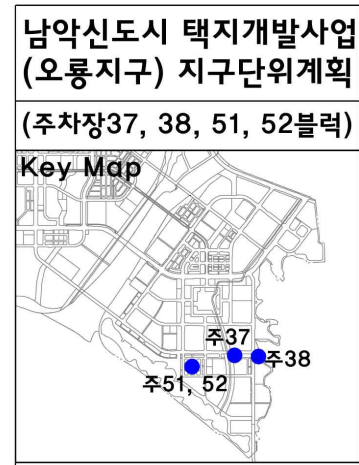 남악신도시 택지개발사업
(오룡지구) 지구단위계획
(주차장37, 38, 51, 52블럭)
Key Map
주37
주38
주51, 52